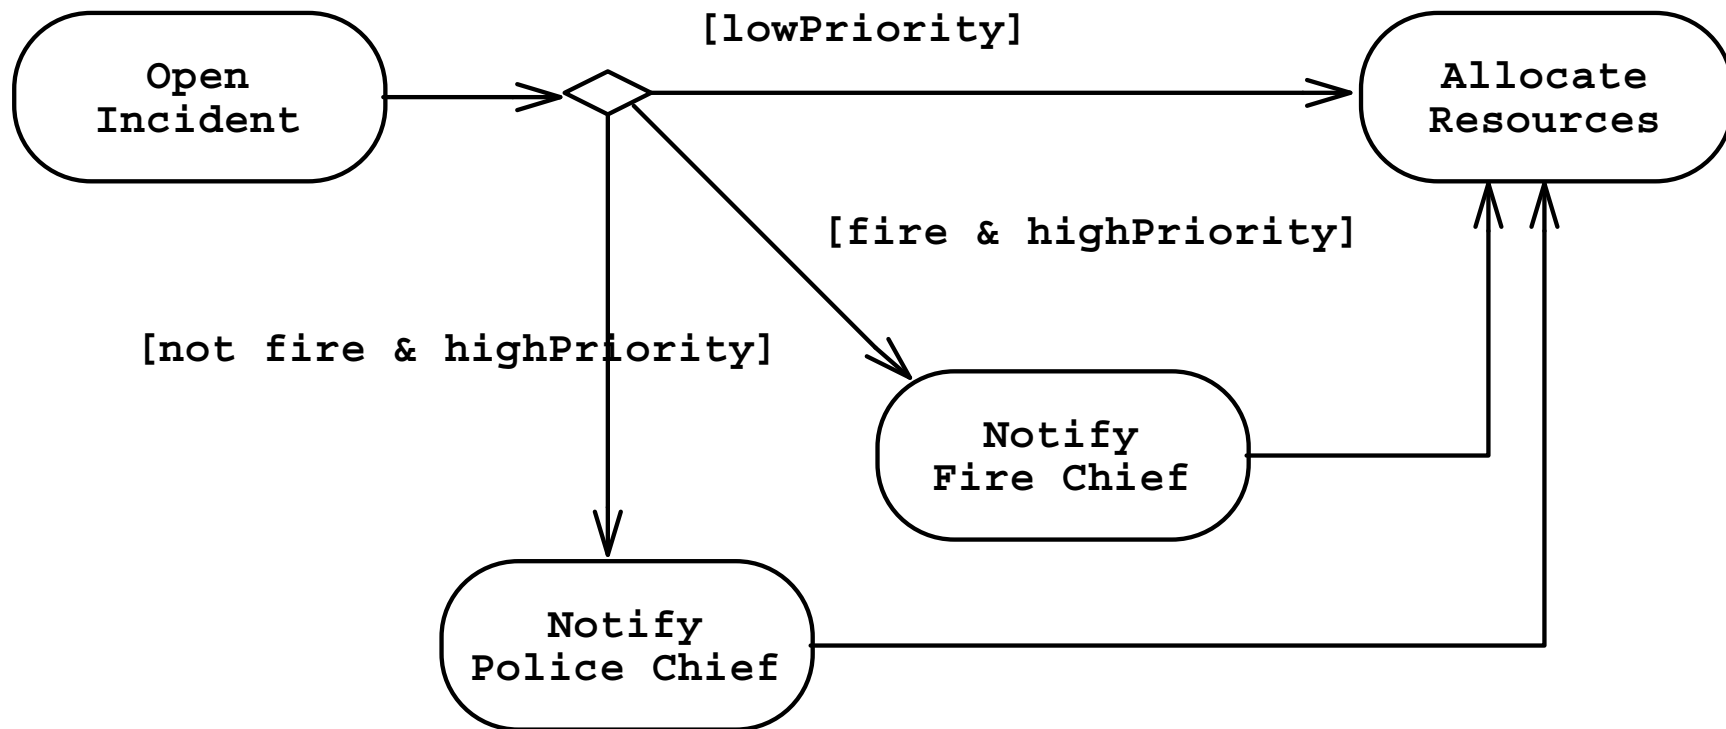 [lowPriority]
Open
Incident
Allocate
Resources
[fire & highPriority]
[not fire & highPriority]
Notify
Fire Chief
Notify
Police Chief